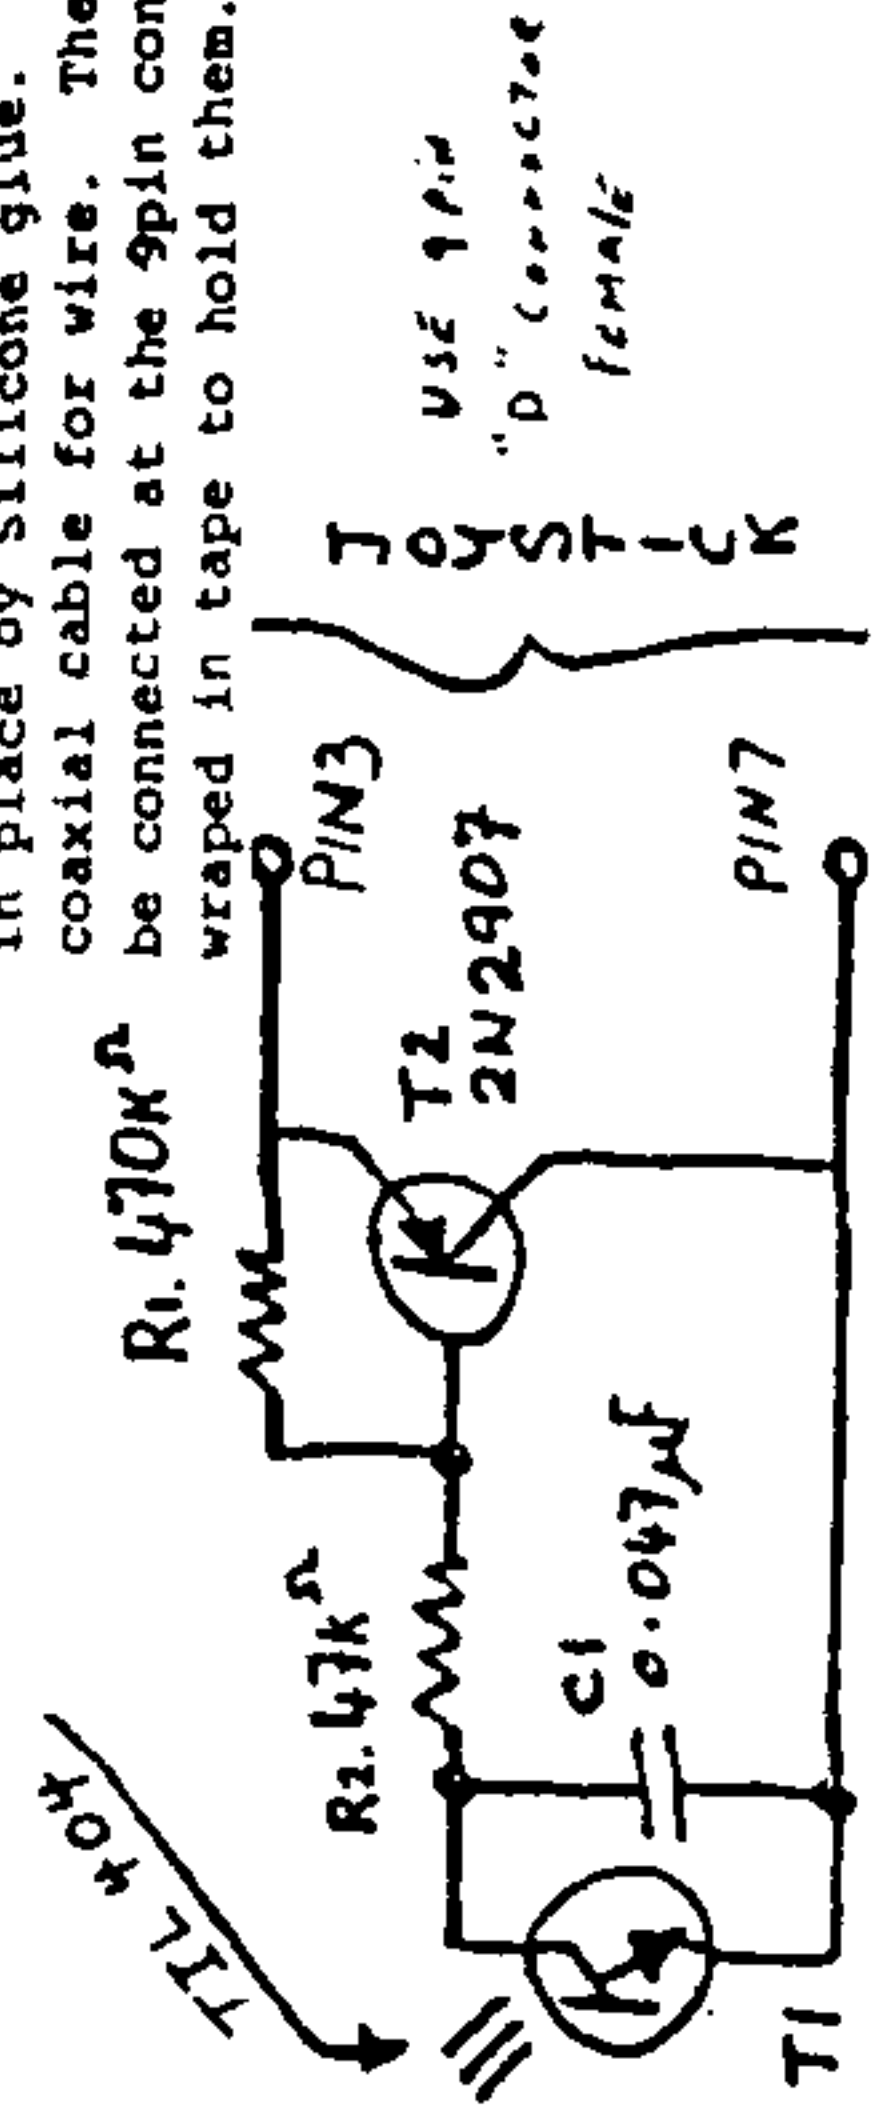 in place by silicone glue.
coaxial cable for wire. The
be connected at the 9pin con
wraped in tape to hold them.
R1. 470K Ω
PIN3
USE 9 PIN
"D" CONNECTOR
FEMALE
JOYSTICK
T2
2N2907
R2. 47K Ω
C1
0.047 µF
TIL 404
T1
PIN7